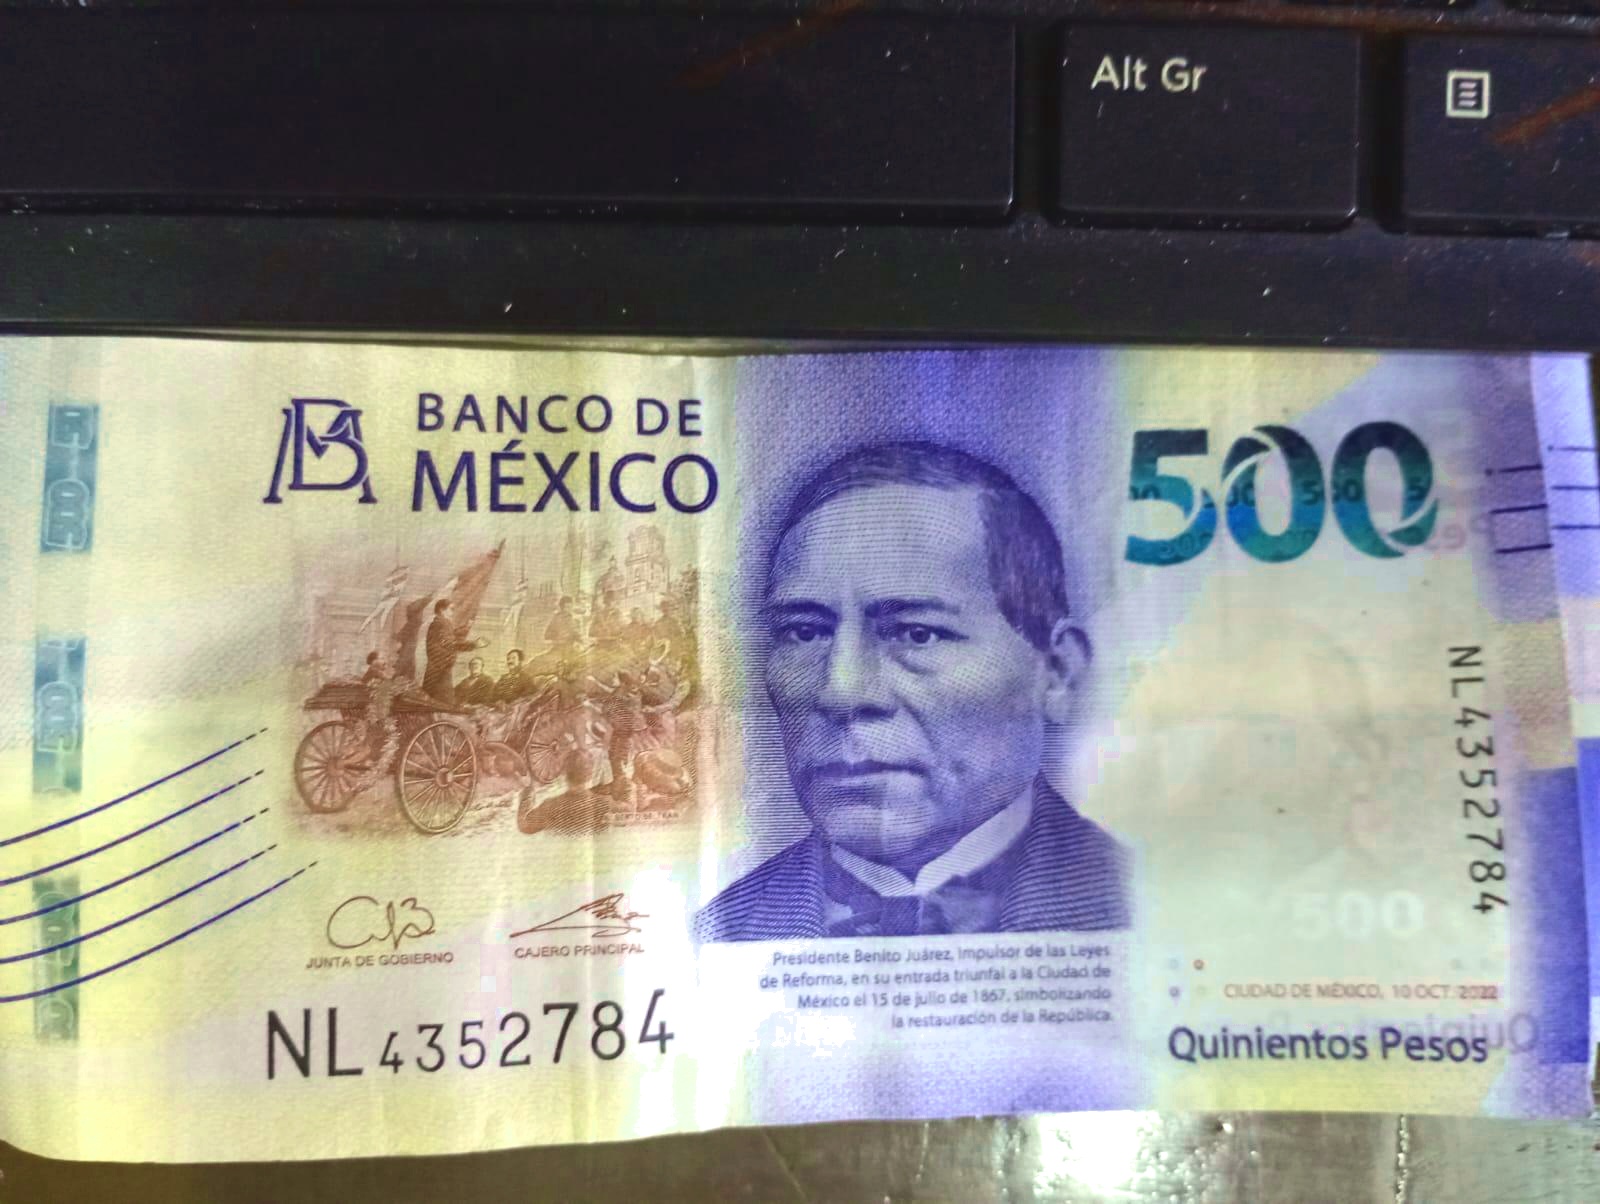 Alt Gr
BANCO DE
MÉXICO
500
NL4352784
JUNTA DE GOBIERNO
CAJERO PRINCIPAL
NL4352784
Presidente Benito Juárez, impulsor de las Leyes
de Reforma, en su entrada triunfal a la Ciudad de
México el 15 de julio de 1867, simbolizando
la restauración de la República.
500
CIUDAD DE MÉXICO, 10 OCT. 2022
Quinientos Pesos